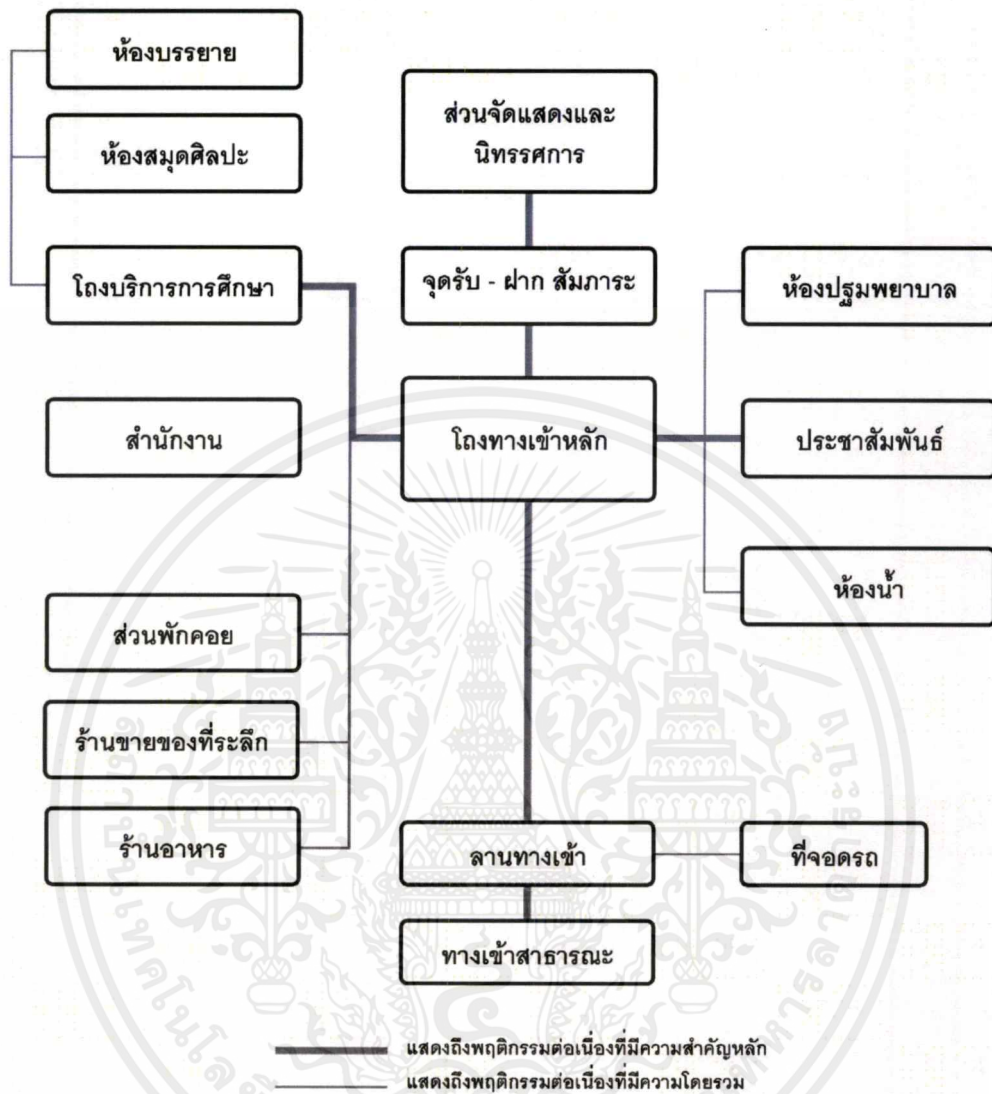 ห้องบรรยาย
ส่วนจัดแสดงและ
นิทรรศการ
ห้องสมุดศิลปะ
โถงบริการการศึกษา
จุดรับ - ฝาก สัมภาระ
ห้องปฐมพยาบาล
สำนักงาน
โถงทางเข้าหลัก
ประชาสัมพันธ์
ห้องน้ำ
ส่วนพักคอย
ร้านขายของที่ระลึก
ร้านอาหาร
ลานทางเข้า
ที่จอดรถ
ทางเข้าสาธารณะ
แสดงถึงพฤติกรรมต่อเนื่องที่มีความสำคัญหลัก
แสดงถึงพฤติกรรมต่อเนื่องที่มีความโดยรวม